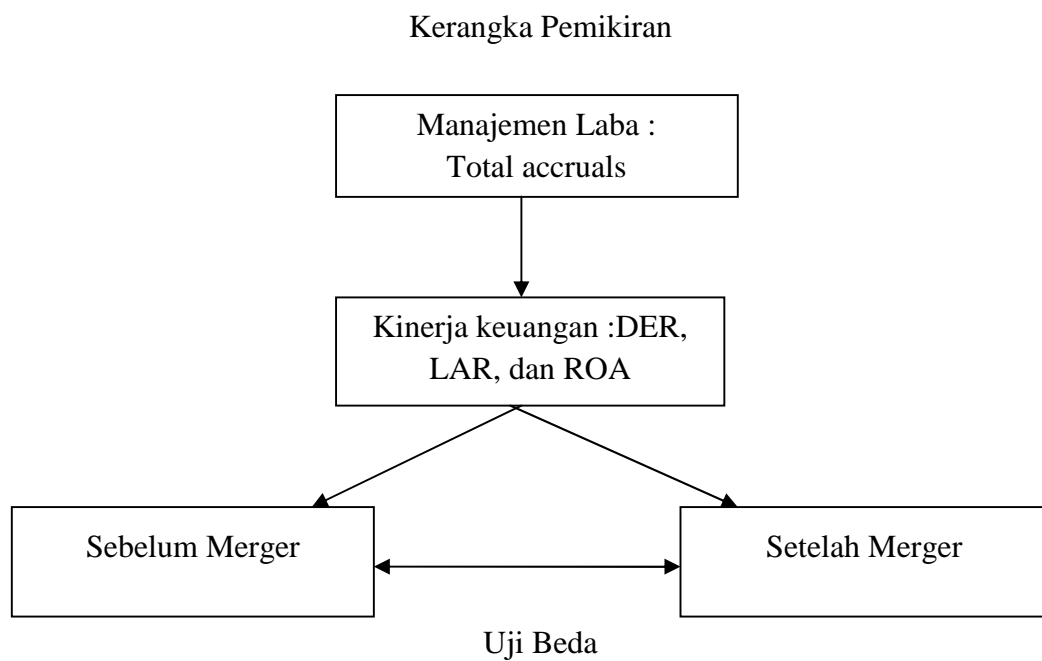 Kerangka Pemikiran
Manajemen Laba :
Total accruals
Kinerja keuangan :DER,
LAR, dan ROA
Sebelum Merger
Setelah Merger
Uji Beda